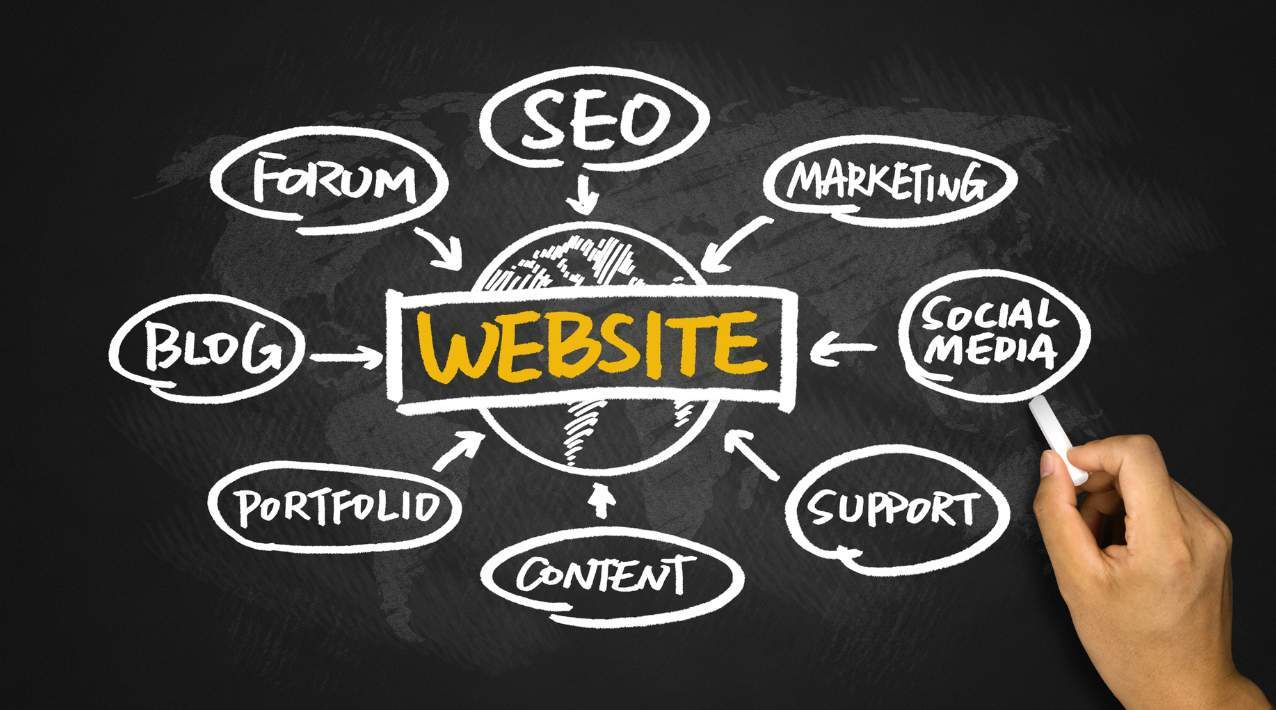 SEO
FORUM
MARKETING
WEBSITE
BLOG
SOCIAL
MEDIA
PORTFOLIO
SUPPORT
CONTENT